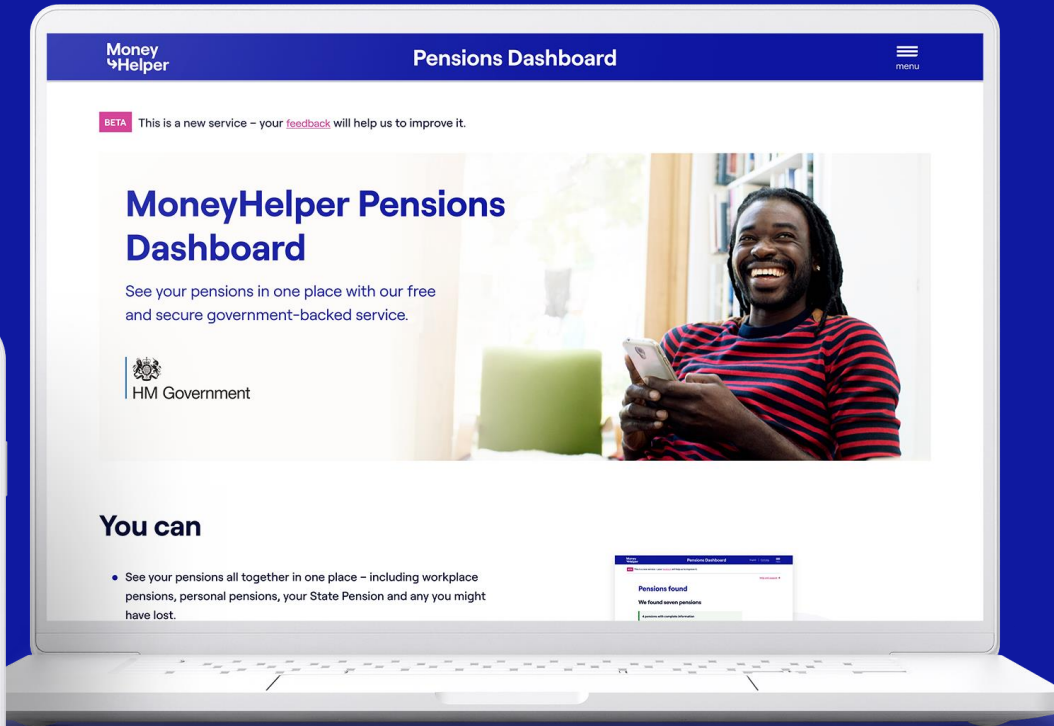 Money
Helper
Pensions Dashboard
menu
BETA This is a new service – your feedback will help us to improve it.
MoneyHelper Pensions
Dashboard
See your pensions in one place with our free
and secure government-backed service.
HM Government
You can
• See your pensions all together in one place – including workplace
pensions, personal pensions, your State Pension and any you might
have lost.
Pensions Dashboard
Pensions found
We found seven pensions